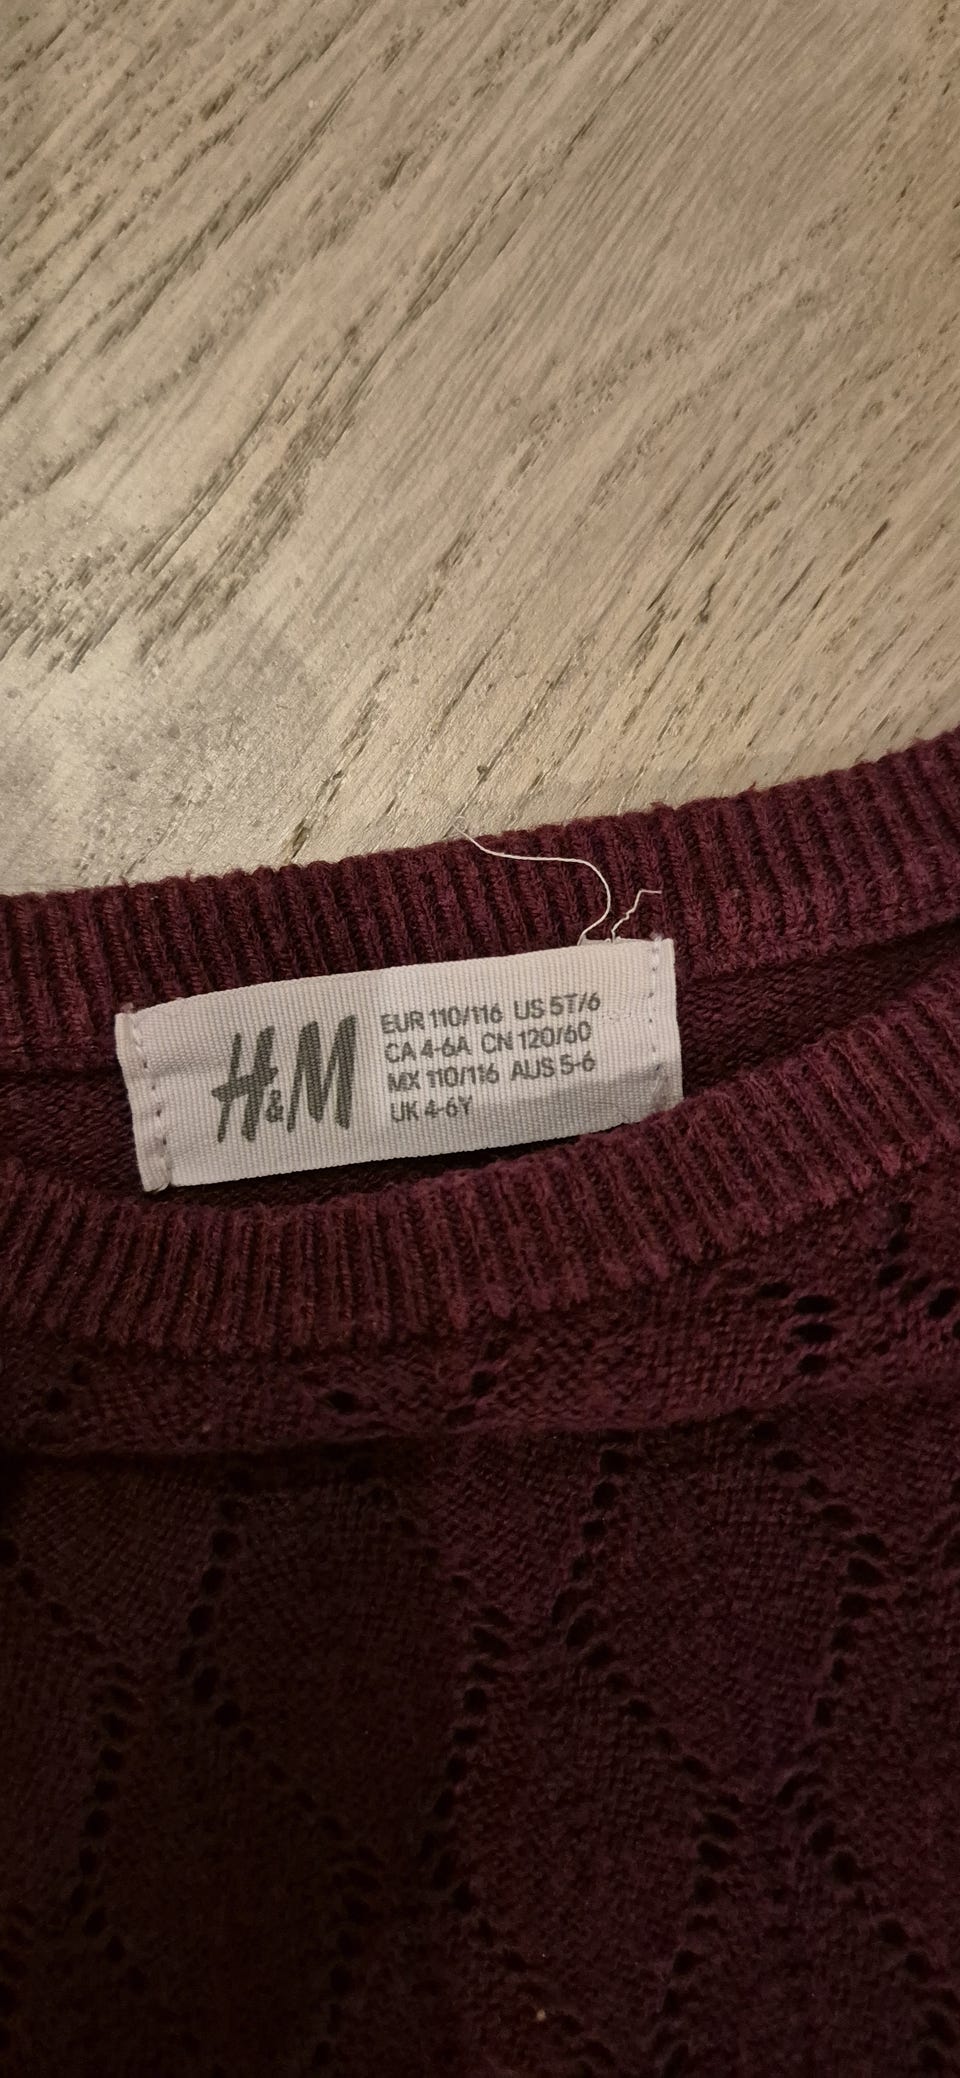 H&M
EUR 110/116 US 5T/6
CA 4-6A CN 120/60
MX 110/116 AUS 5-6
UK 4-6Y